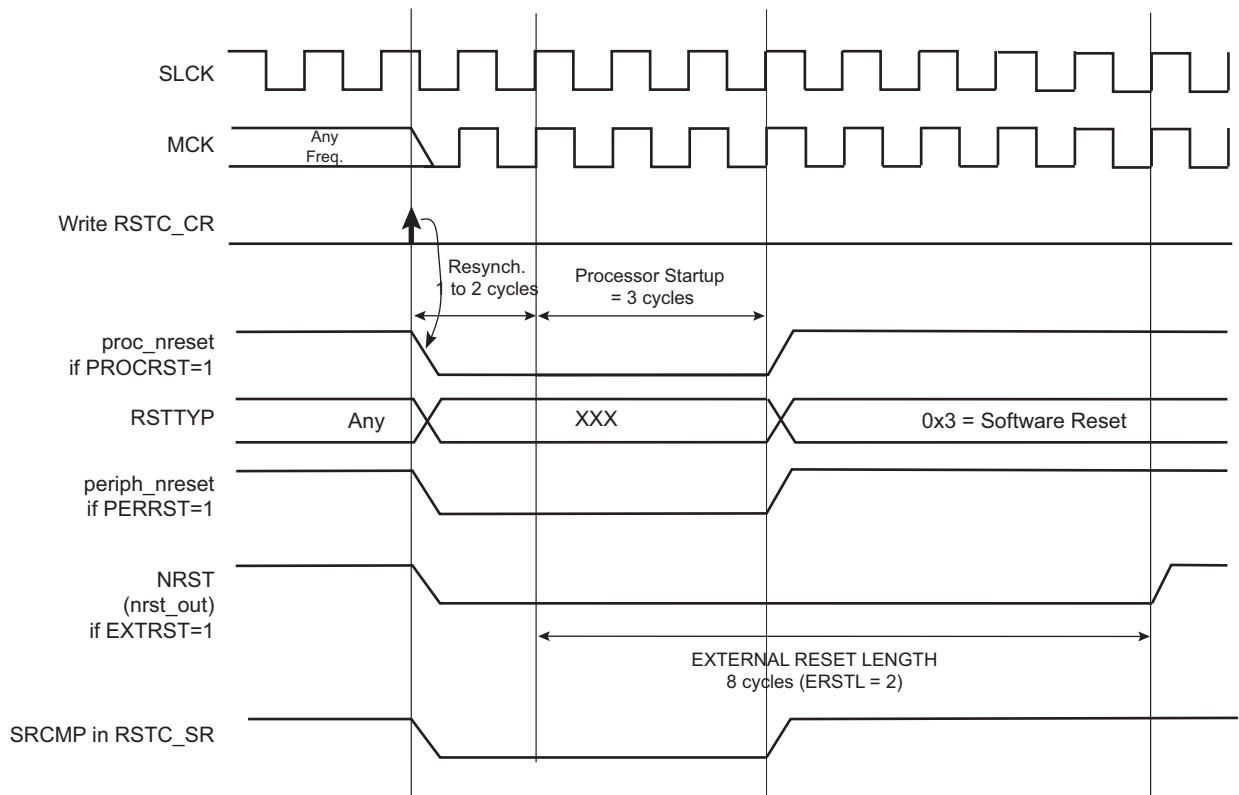 SLCK
MCK
Any
Freq.
Write RSTC_CR
Resynch.
1 to 2 cycles
Processor Startup
= 3 cycles
proc_nreset
if PROCRST=1
RSTTYP
Any
XXX
0x3 = Software Reset
periph_nreset
if PERRST=1
NRST
(nrst_out)
if EXTRST=1
EXTERNAL RESET LENGTH
8 cycles (ERSTL = 2)
SRCMP in RSTC_SR